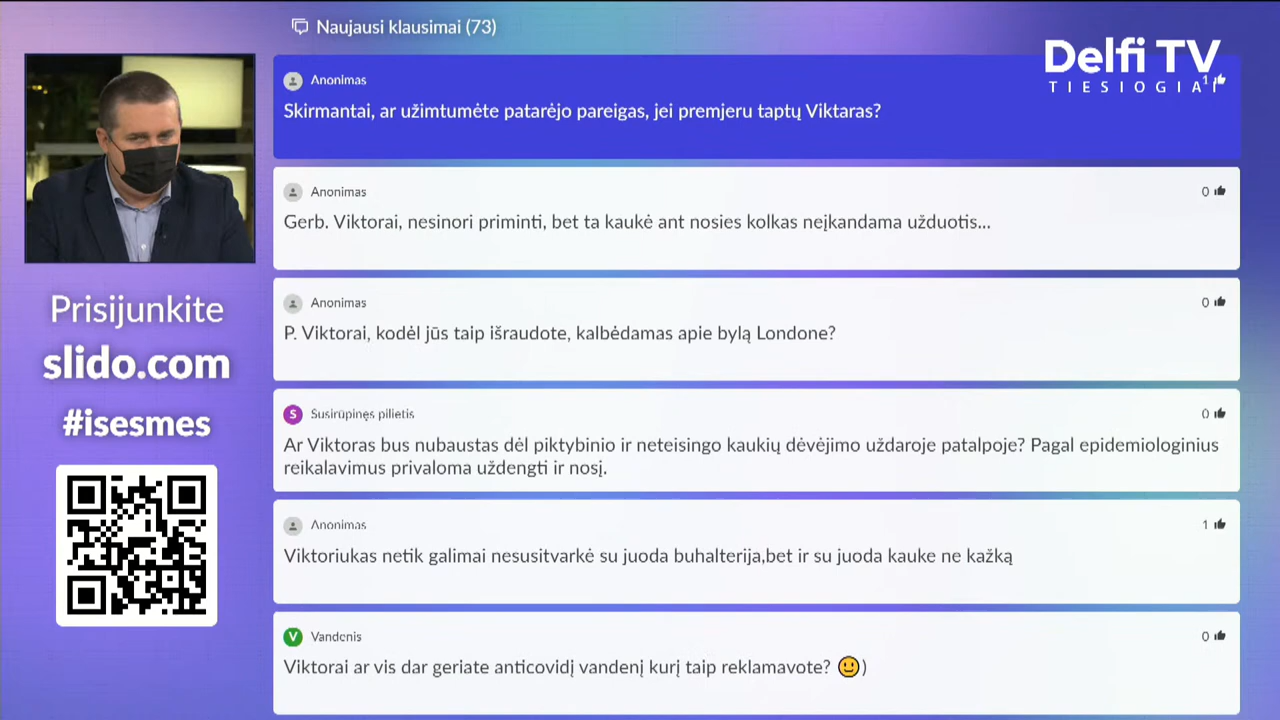 Naujausi klausimai (73)
Delfi TV
TIESIOGIAI
Anonimas
1
Skirmantai, ar užimtumėte patarėjo pareigas, jei premjeru taptų Viktaras?
Anonimas
0
Gerb. Viktorai, nesinori priminti, bet ta kaukė ant nosies kolkas neįkandama užduotis...
Anonimas
0
P. Viktorai, kodėl jūs taip išraudote, kalbėdamas apie bylą Londone?
S
Susirūpinęs pilietis
0
Ar Viktoras bus nubaustas dėl piktybinio ir neteisingo kaukių dėvėjimo uždaroje patalpoje? Pagal epidemiologinius
reikalavimus privaloma uždengti ir nosį.
Anonimas
1
Viktoriukas netik galimai nesusitvarkė su juoda buhalterija,bet ir su juoda kauke ne kažką
V
Vandenis
0
Viktorai ar vis dar geriate anticovidį vandenį kurį taip reklamavote? 🙂)
Prisijunkite
slido.com
#isesmes